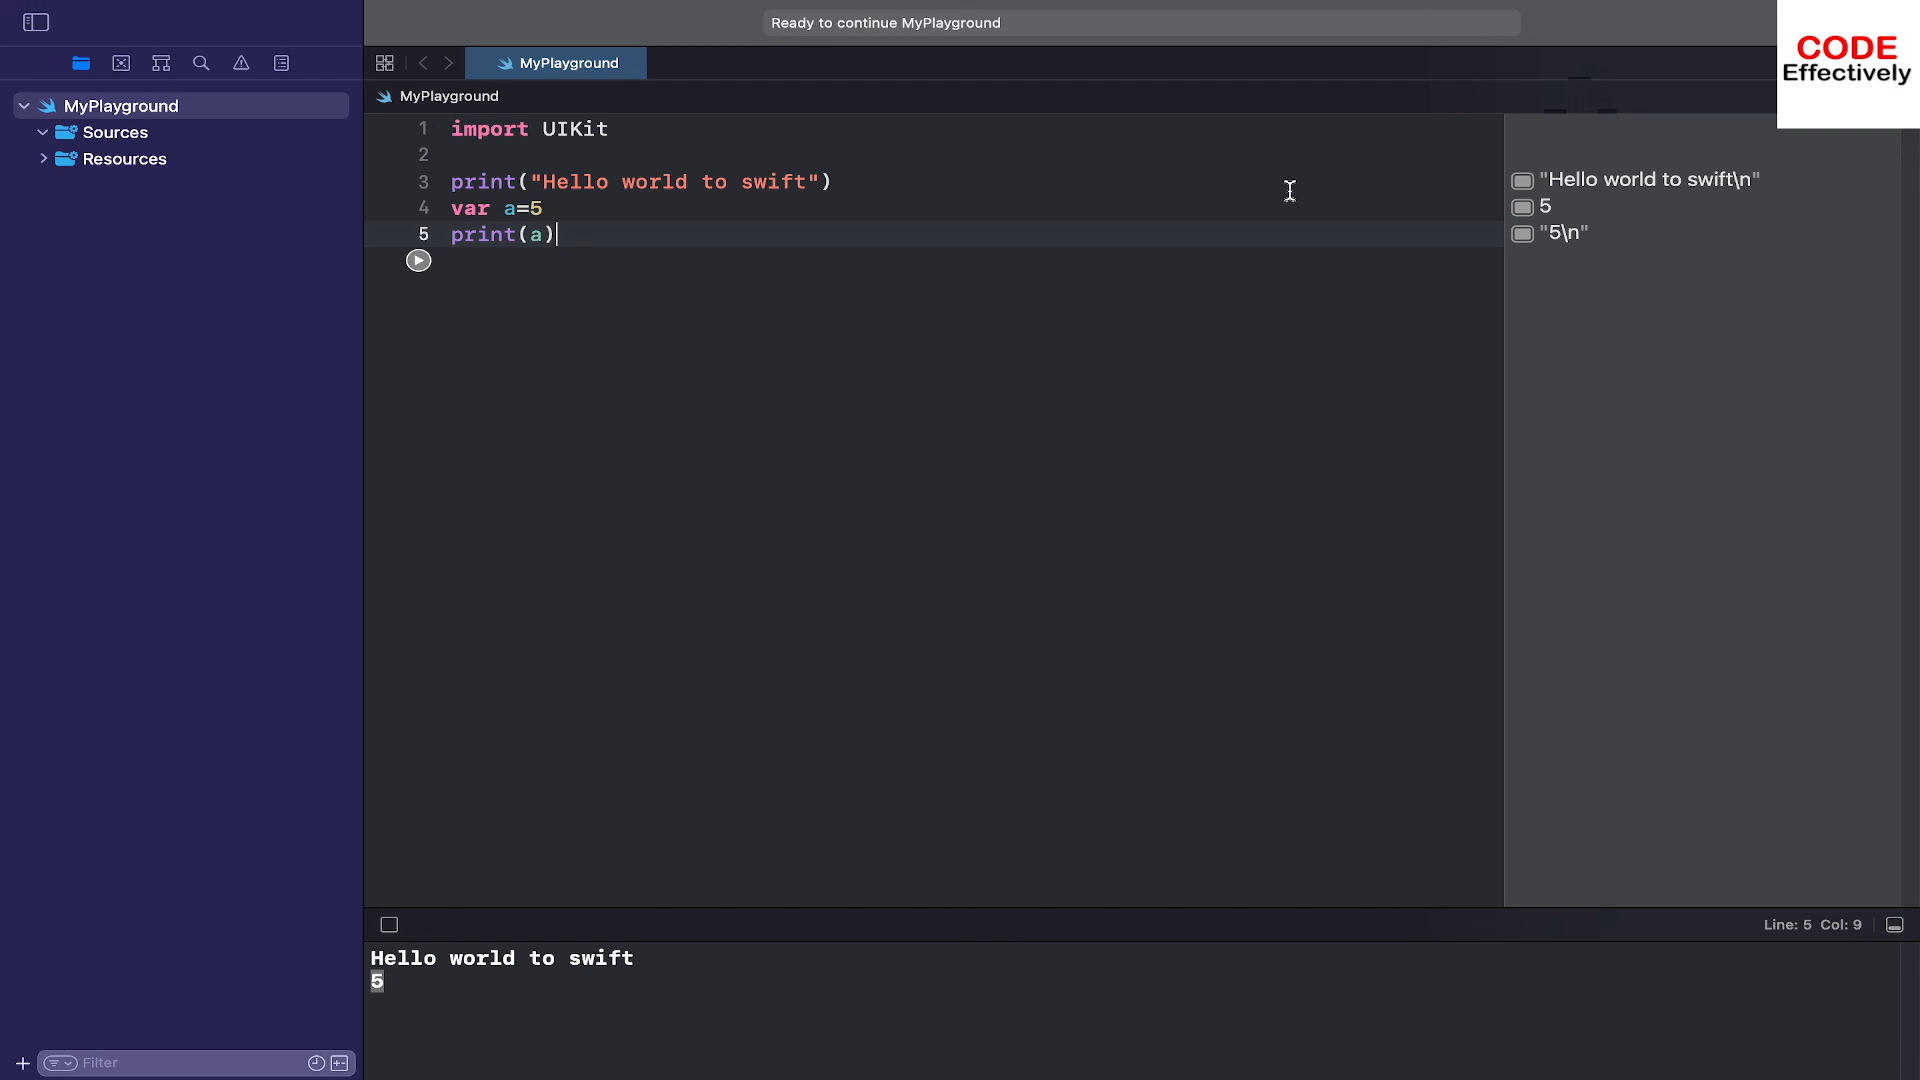 Ready to continue MyPlayground
CODE
Effectively
MyPlayground
MyPlayground
MyPlayground
Sources
Resources
1 import UIKit
2
3 print("Hello world to swift")
4 var a=5
5 print(a)
"Hello world to swift\n"
5
"5\n"
Line: 5 Col: 9
Hello world to swift
5
Filter